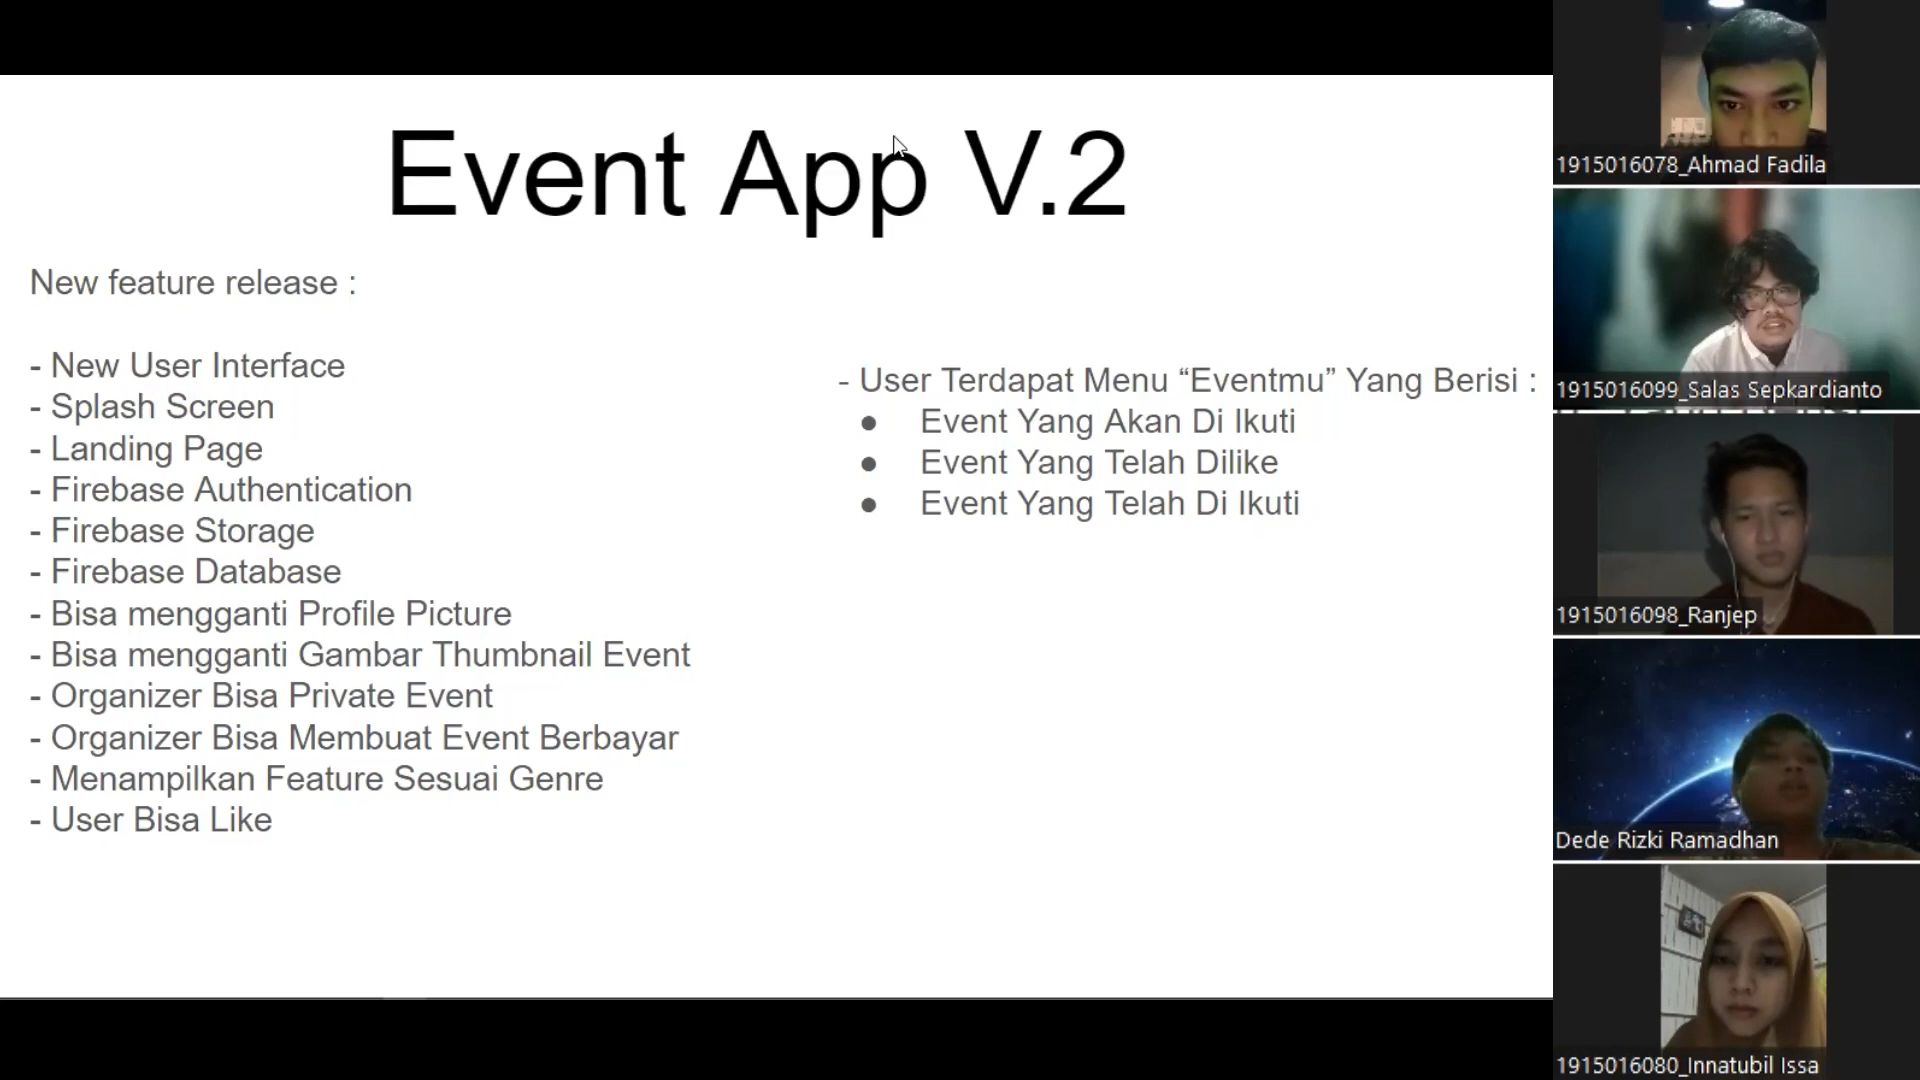 Event App V.2
New feature release :
- New User Interface
- Splash Screen
- Landing Page
- Firebase Authentication
- Firebase Storage
- Firebase Database
- Bisa mengganti Profile Picture
- Bisa mengganti Gambar Thumbnail Event
- Organizer Bisa Private Event
- Organizer Bisa Membuat Event Berbayar
- Menampilkan Feature Sesuai Genre
- User Bisa Like
- User Terdapat Menu “Eventmu” Yang Berisi :
● Event Yang Akan Di Ikuti
● Event Yang Telah Dilike
● Event Yang Telah Di Ikuti
1915016078_Ahmad Fadila
1915016099_Salas Sepkardianto
1915016098_Ranjep
Dede Rizki Ramadhan
1915016080_Innatubil Issa